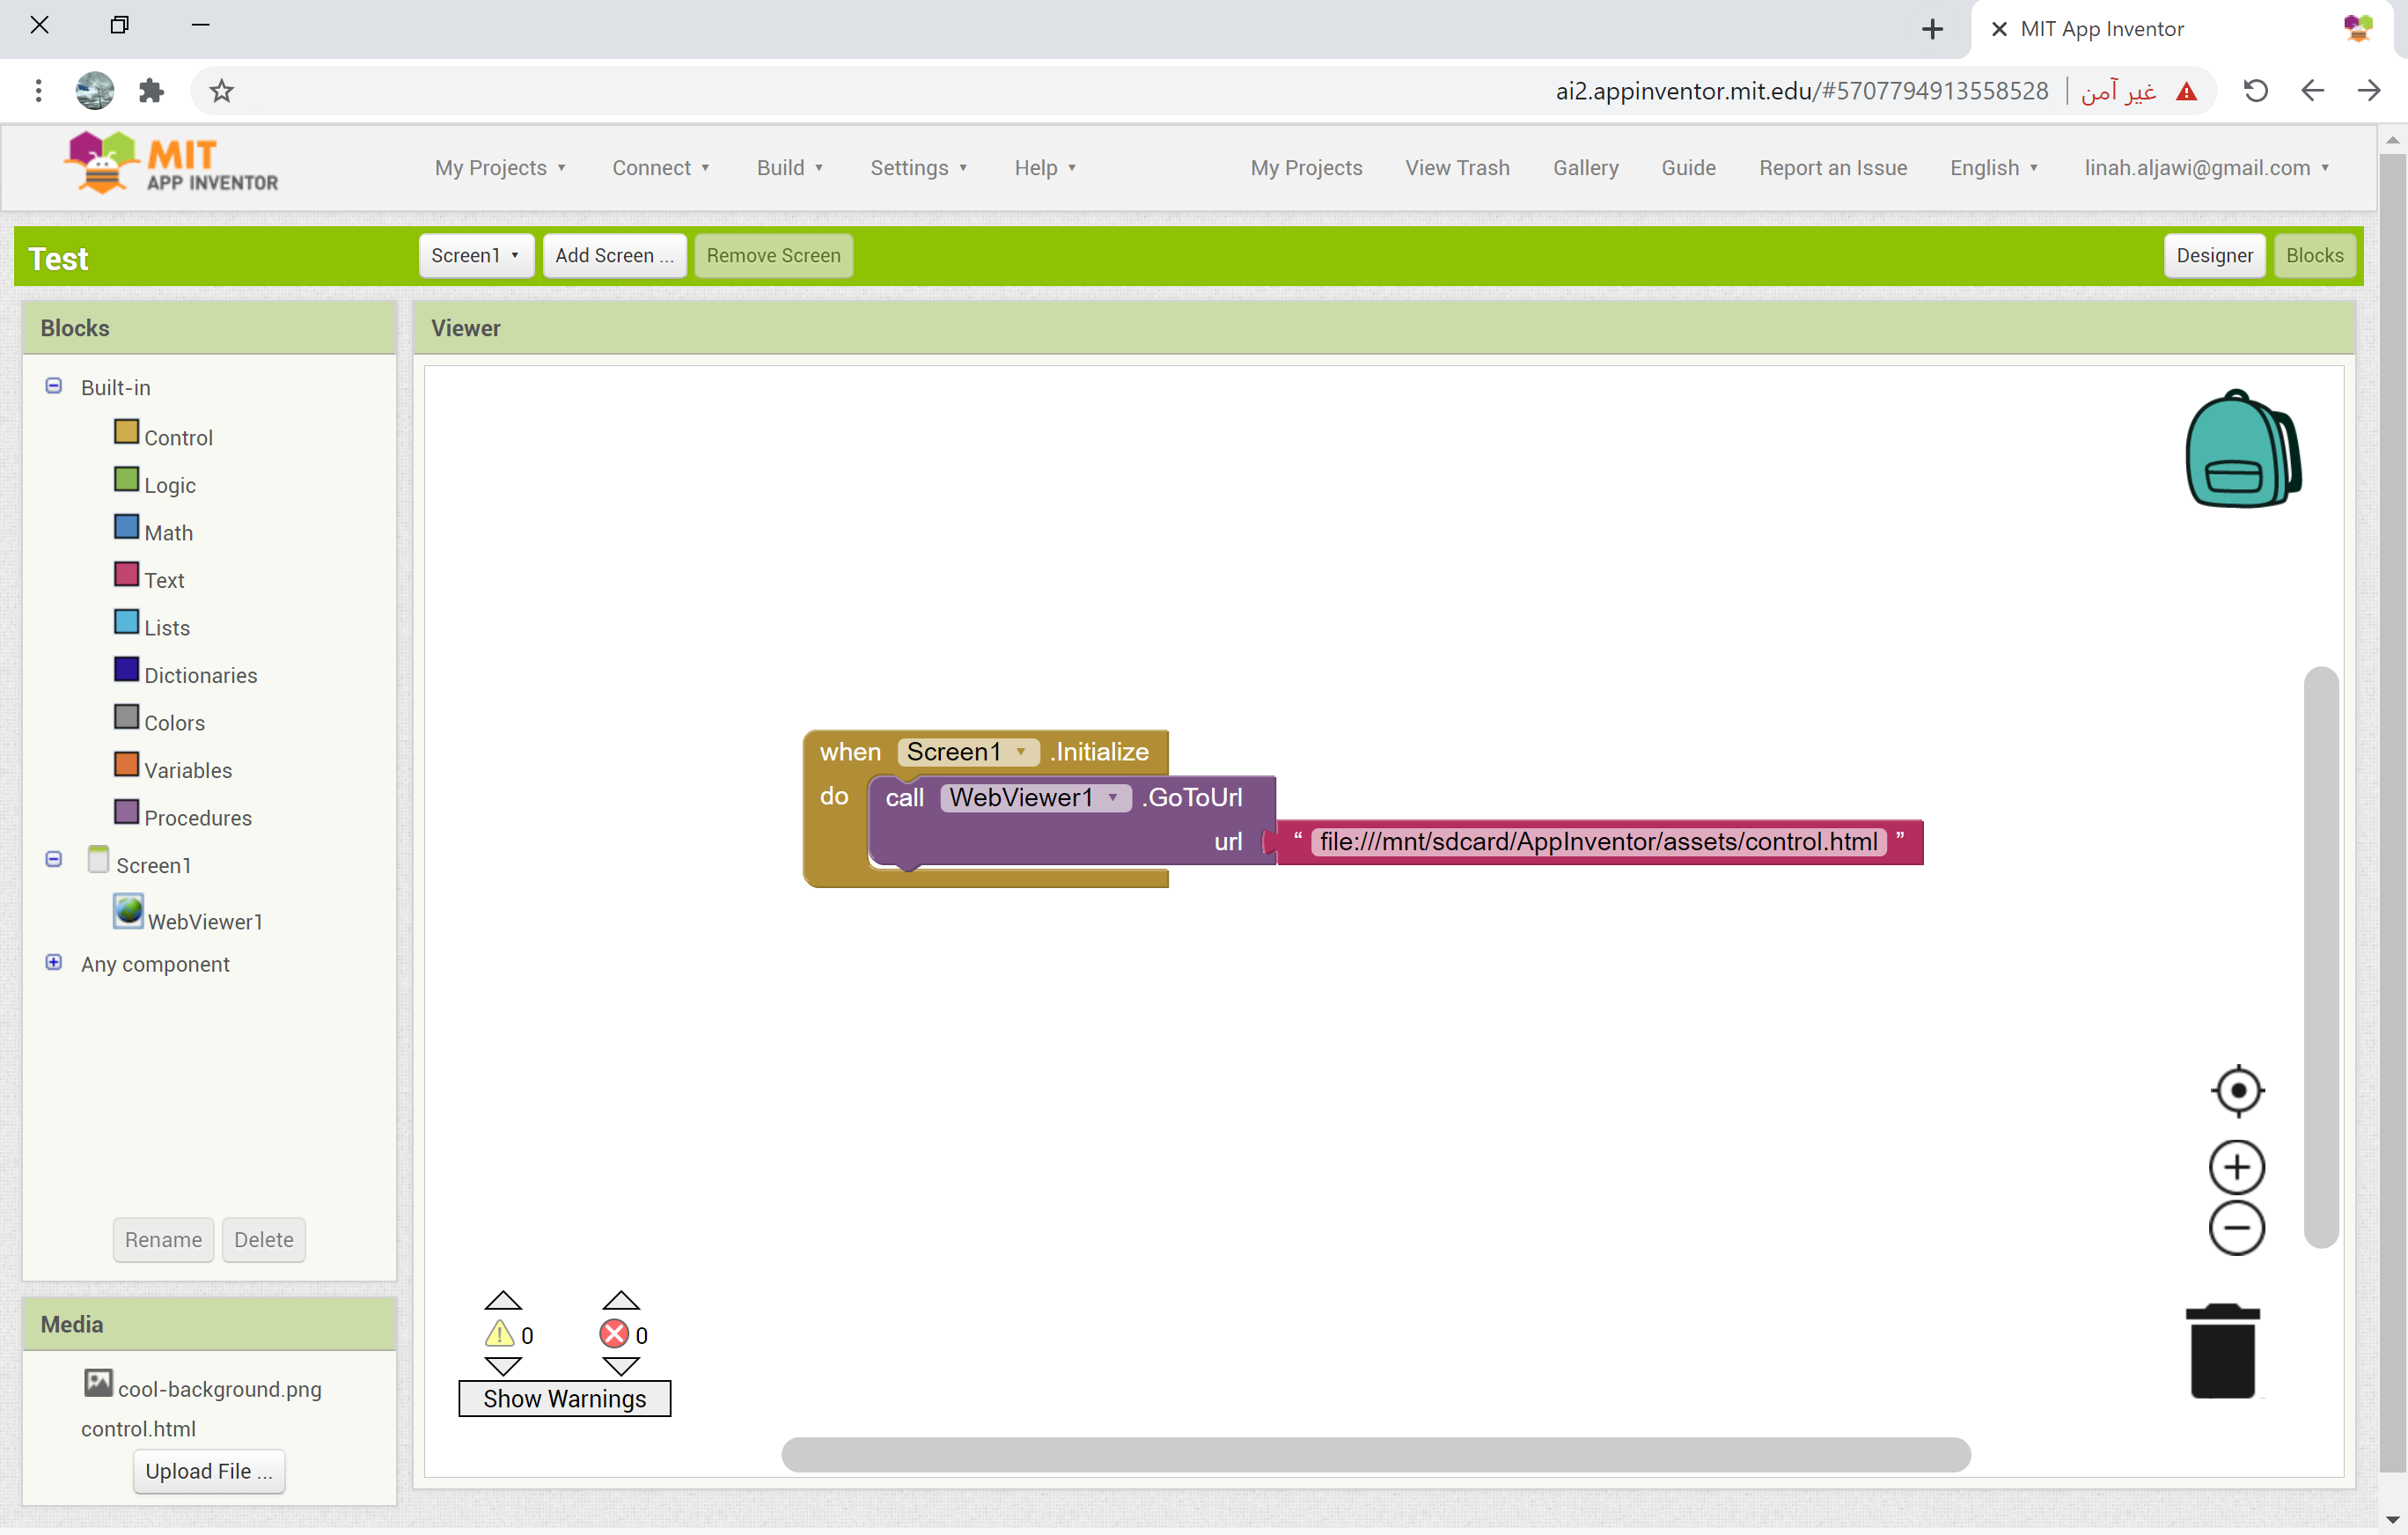 MIT App Inventor
ai2.appinventor.mit.edu/#5707794913558528 غير آمن
MIT APP INVENTOR
My Projects Connect Build Settings Help My Projects View Trash Gallery Guide Report an Issue English linah.aljawi@gmail.com
Test Screen1 Add Screen ... Remove Screen Designer Blocks
Blocks
Built-in
Control
Logic
Math
Text
Lists
Dictionaries
Colors
Variables
Procedures
Screen1
WebViewer1
Any component
Rename Delete
Media
cool-background.png
control.html
Upload File ...
Viewer
when Screen1 .Initialize
do call WebViewer1 .GoToUrl
url “ file:///mnt/sdcard/AppInventor/assets/control.html ”
0 0
Show Warnings